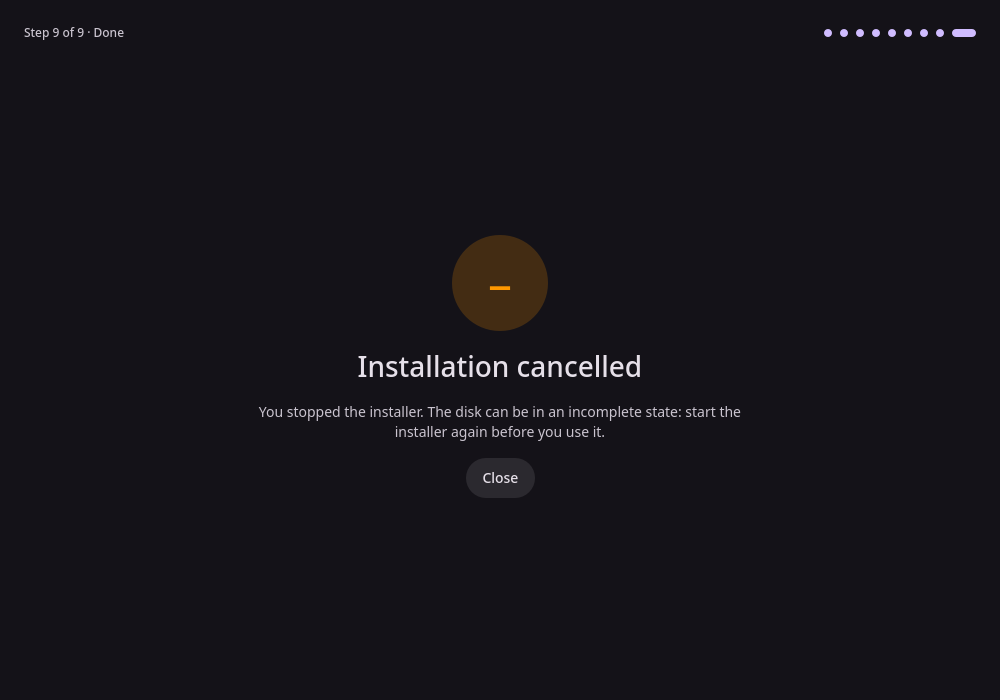 Step 9 of 9 · Done
Installation cancelled
You stopped the installer. The disk can be in an incomplete state: start the
installer again before you use it.
Close